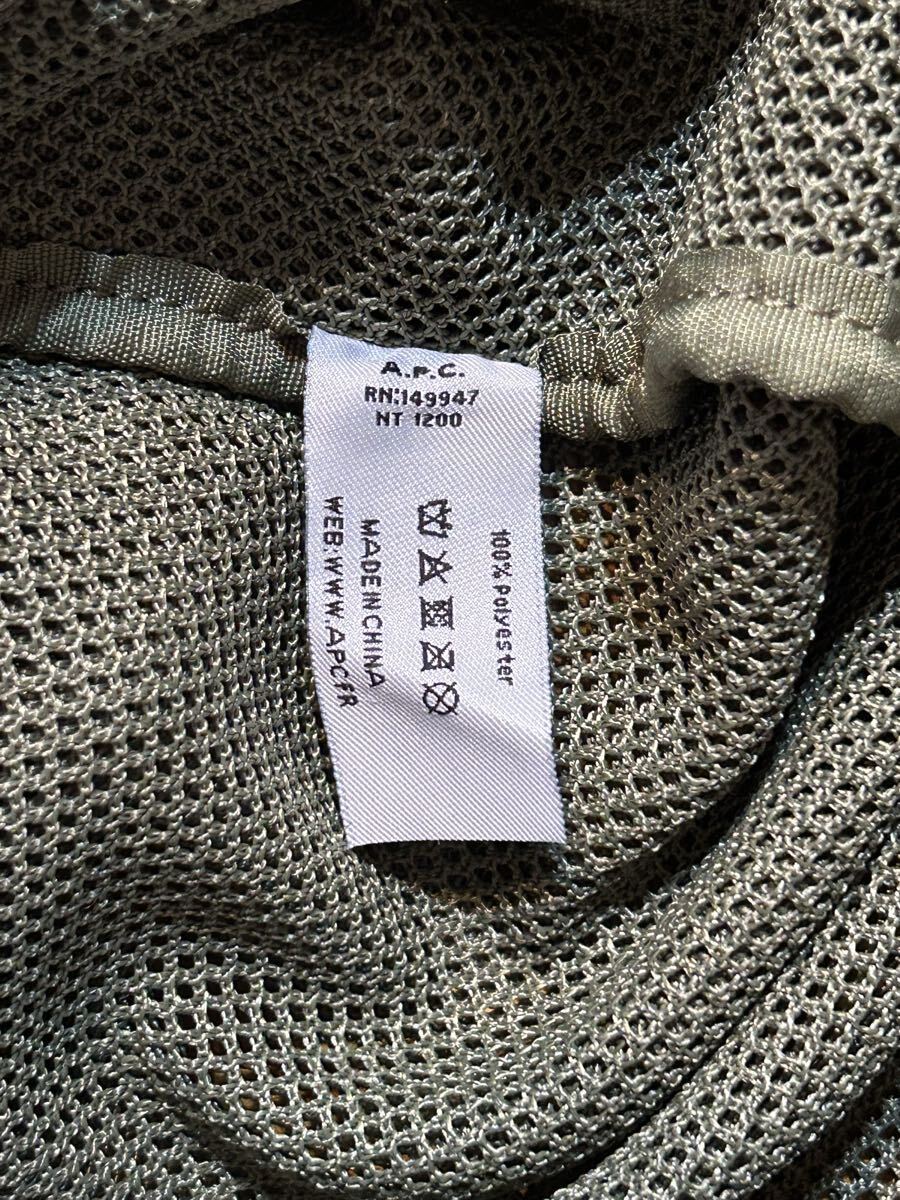 A.P.C.
RN:149947
NT 1200
100% Polyester
MADE IN CHINA
WEB:WWW.APC.fR